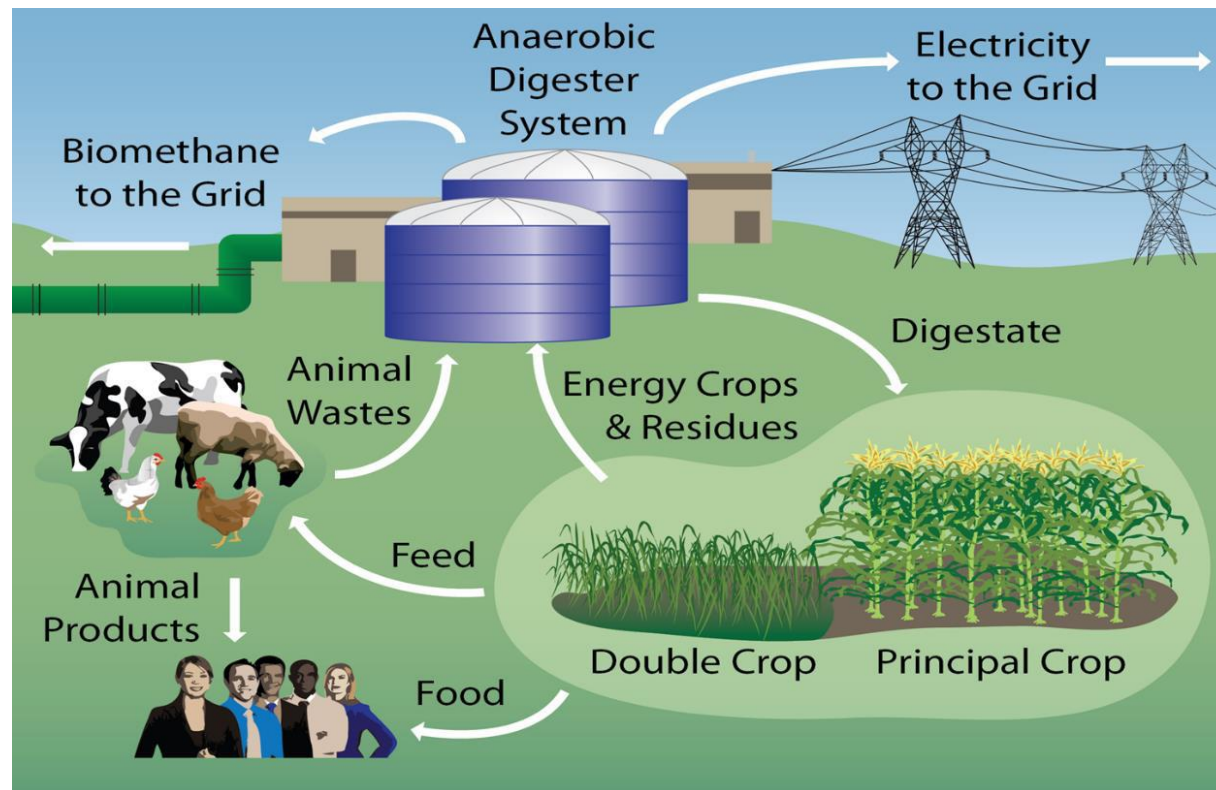 Anaerobic
Digester
System
Electricity
to the Grid
Biomethane
to the Grid
Digestate
Animal
Wastes
Energy Crops
& Residues
Feed
Animal
Products
Double Crop
Principal Crop
Food